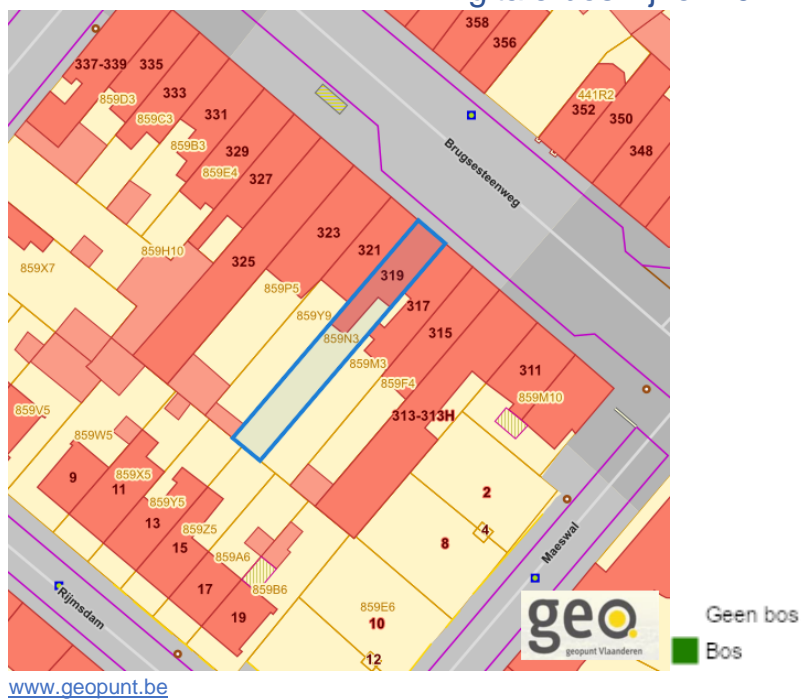 358
356
337-339
335
333
331
329
327
859D3
859C3
859B3
859E4
441R2
352
350
348
Brugsesteenweg
323
321
319
317
315
311
325
859H10
859X7
859P5
859Y9
859N3
859M3
859F4
859M10
313-313H
859V5
859W5
859X5
859Y5
859Z5
859A6
859B6
9
11
13
15
17
19
2
4
8
Maeswal
859E6
10
12
Rijmsdam
geo
geopunt Vlaanderen
Geen bos
Bos
www.geopunt.be